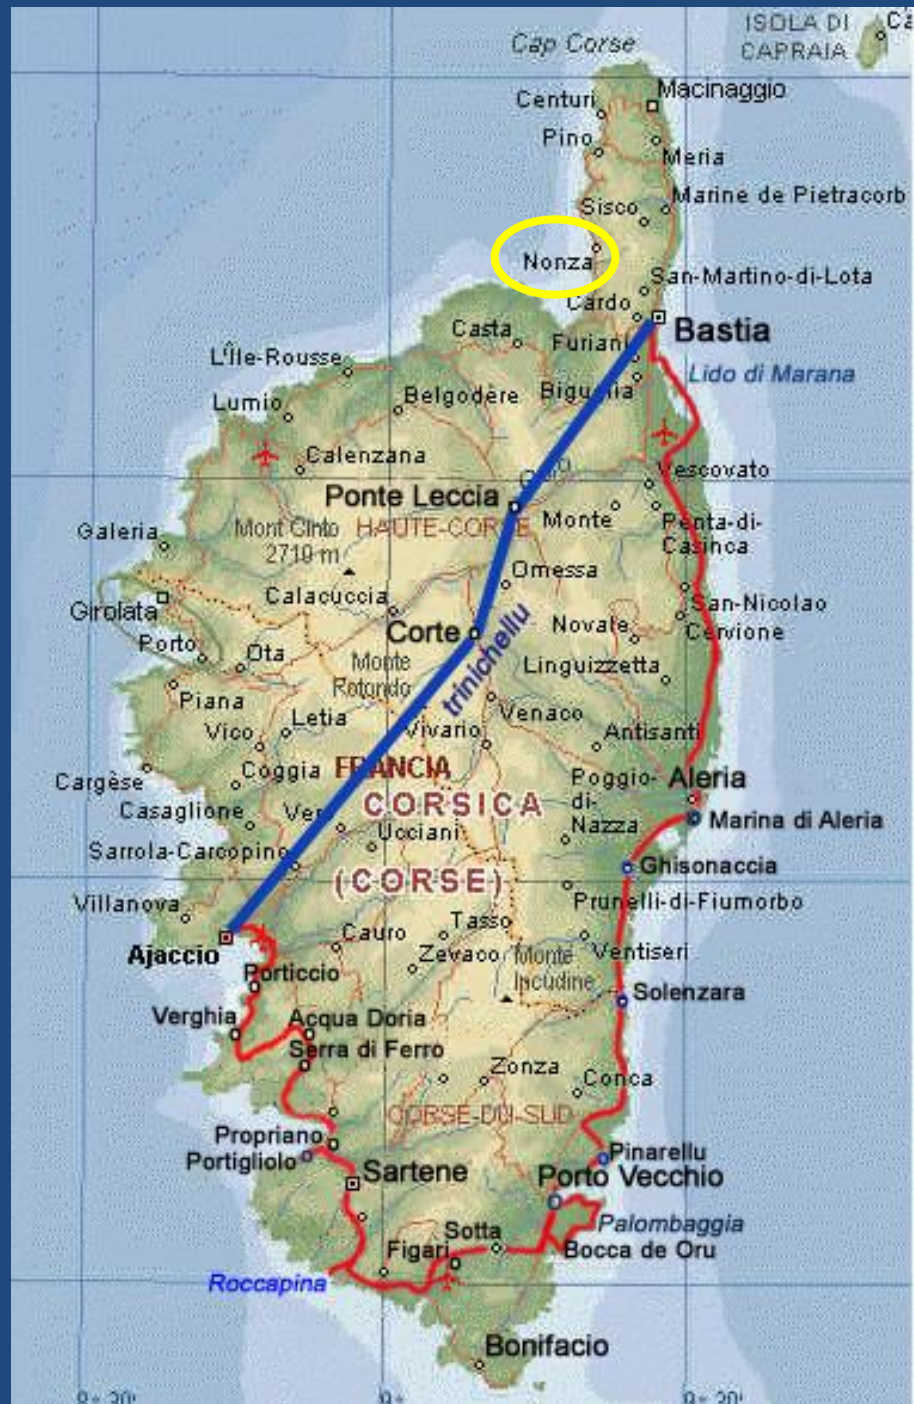 ISOLA DI
CAPRAIA
Cap Corse
Centuri
Macinaggio
Pino
Meria
Marine de Pietracorb
Sisco
Nonza
San-Martino-di-Lota
Cardo
Bastia
Casta
Furiani
L'Île-Rousse
Lido di Marana
Belgodère
Biguglia
Lumio
Calenzana
Vescovato
Ponte Leccia
Monte
Penta-di-
Casinca
Mont Cinto
2719 m
HAUTE-CORSE
Galeria
Omessa
Calacuccia
Girolata
San-Nicolao
Corte
Novale
Cervione
Porto
Ota
Monte
Rotondo
trinichellu
Linguizzetta
Piana
Venaco
Letia
Vico
Vivario
Antisanti
Cargèse
Coggia
FRANCIA
Poggio-
di-
Nazza
Aleria
CORSICA
Casaglione
Ucciani
Marina di Aleria
Sarrola-Carcopino
Ghisonaccia
(CORSE)
Villanova
Prunelli-di-Fiumorbo
Tasso
Ajaccio
Cauro
Zevaco
Monte
Incudine
Ventiseri
Porticcio
Solenzara
Verghia
Acqua Doria
Serra di Ferro
Zonza
Conca
CORSE-DU-SUD
Propriano
Portigliolo
Pinarellu
Sartene
Porto Vecchio
Palombaggia
Sotta
Figari
Bocca de Oru
Roccapina
Bonifacio